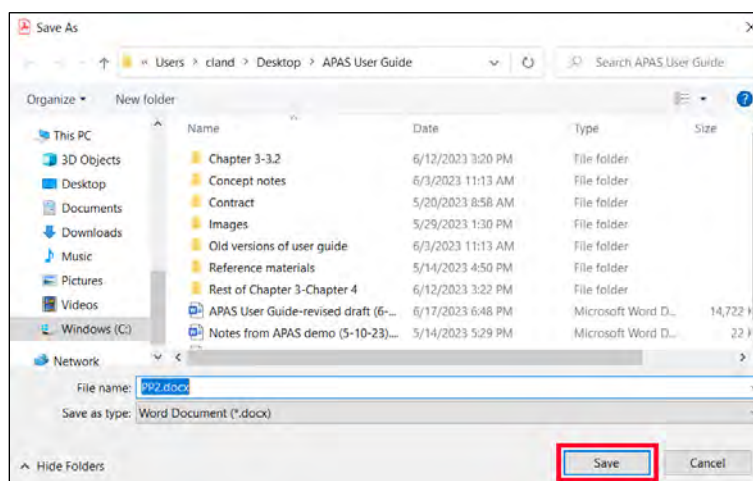 Save As
« Users > cland > Desktop > APAS User Guide
Search APAS User Guide
Organize New folder
Name Date Type Size
This PC
3D Objects
Desktop
Documents
Downloads
Music
Pictures
Videos
Windows (C:)
Network
Chapter 3-3.2 6/12/2023 3:20 PM File folder
Concept notes 6/3/2023 11:13 AM File folder
Contract 5/20/2023 8:58 AM File folder
Images 5/29/2023 1:30 PM File folder
Old versions of user guide 6/3/2023 11:13 AM File folder
Reference materials 5/14/2023 4:50 PM File folder
Rest of Chapter 3-Chapter 4 6/12/2023 3:22 PM File folder
APAS User Guide-revised draft (6-... 6/17/2023 6:48 PM Microsoft Word D... 14,722
Notes from APAS demo (5-10-23)... 5/14/2023 5:29 PM Microsoft Word D... 22
File name: PP2.docx
Save as type: Word Document (*.docx)
Hide Folders
Save
Cancel